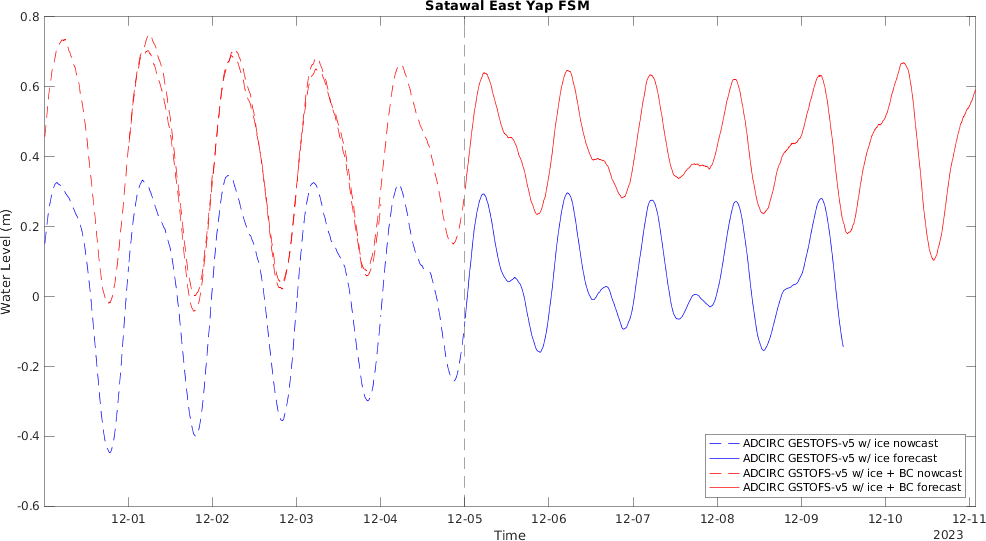 Satawal East Yap FSM
Water Level (m)
0.8
0.6
0.4
0.2
0
-0.2
-0.4
-0.6
ADCIRC GESTOFS-v5 w/ ice nowcast
ADCIRC GESTOFS-v5 w/ ice forecast
ADCIRC GSTOFS-v5 w/ ice + BC nowcast
ADCIRC GSTOFS-v5 w/ ice + BC forecast
12-01 12-02 12-03 12-04 12-05 12-06 12-07 12-08 12-09 12-10 12-11
Time
2023